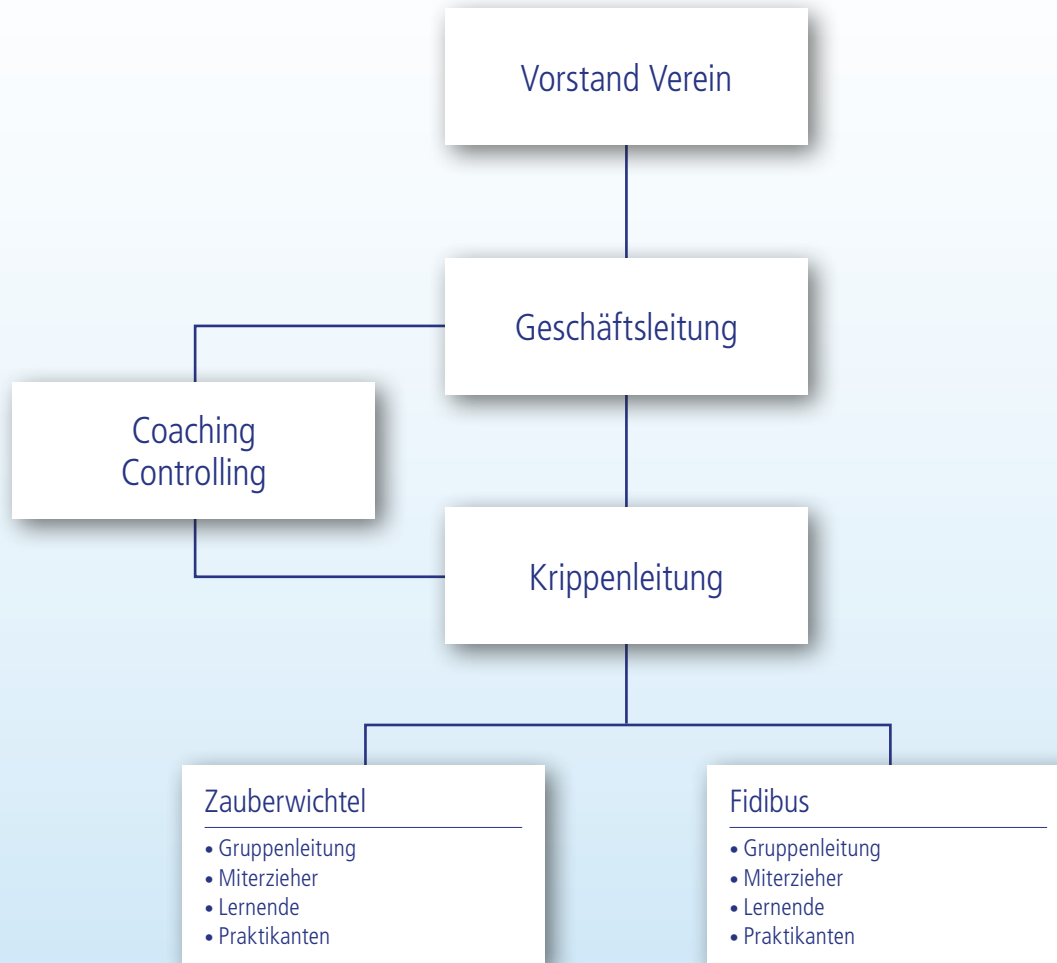 Vorstand Verein
Geschäftsleitung
Coaching
Controlling
Krippenleitung
Zauberwichtel
• Gruppenleitung
• Miterzieher
• Lernende
• Praktikanten
Fidibus
• Gruppenleitung
• Miterzieher
• Lernende
• Praktikanten